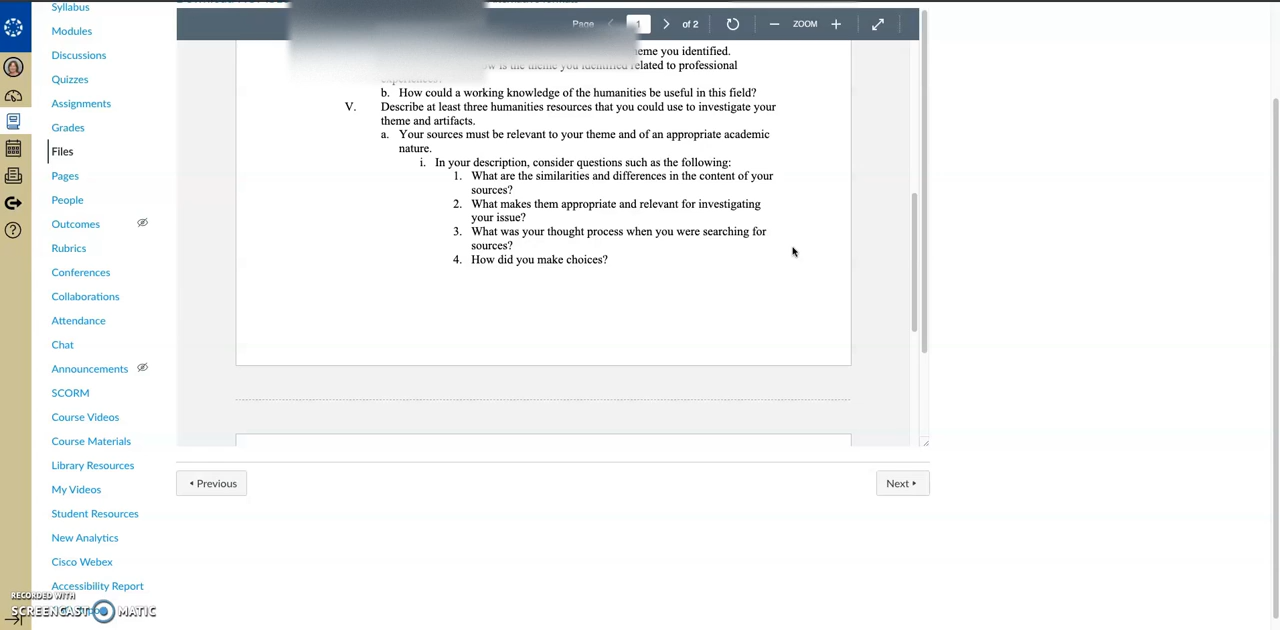 Syllabus
Modules
Discussions
Quizzes
Assignments
Grades
Files
Pages
People
Outcomes
Rubrics
Conferences
Collaborations
Attendance
Chat
Announcements
SCORM
Course Videos
Course Materials
Library Resources
My Videos
Student Resources
New Analytics
Cisco Webex
Accessibility Report
RECORDED WITH
SCREENCAST MATIC
Page 1 of 2 ZOOM
theme you identified.
is the theme you identified related to professional
experiences?
b. How could a working knowledge of the humanities be useful in this field?
V. Describe at least three humanities resources that you could use to investigate your
theme and artifacts.
a. Your sources must be relevant to your theme and of an appropriate academic
nature.
i. In your description, consider questions such as the following:
1. What are the similarities and differences in the content of your
sources?
2. What makes them appropriate and relevant for investigating
your issue?
3. What was your thought process when you were searching for
sources?
4. How did you make choices?
Previous
Next